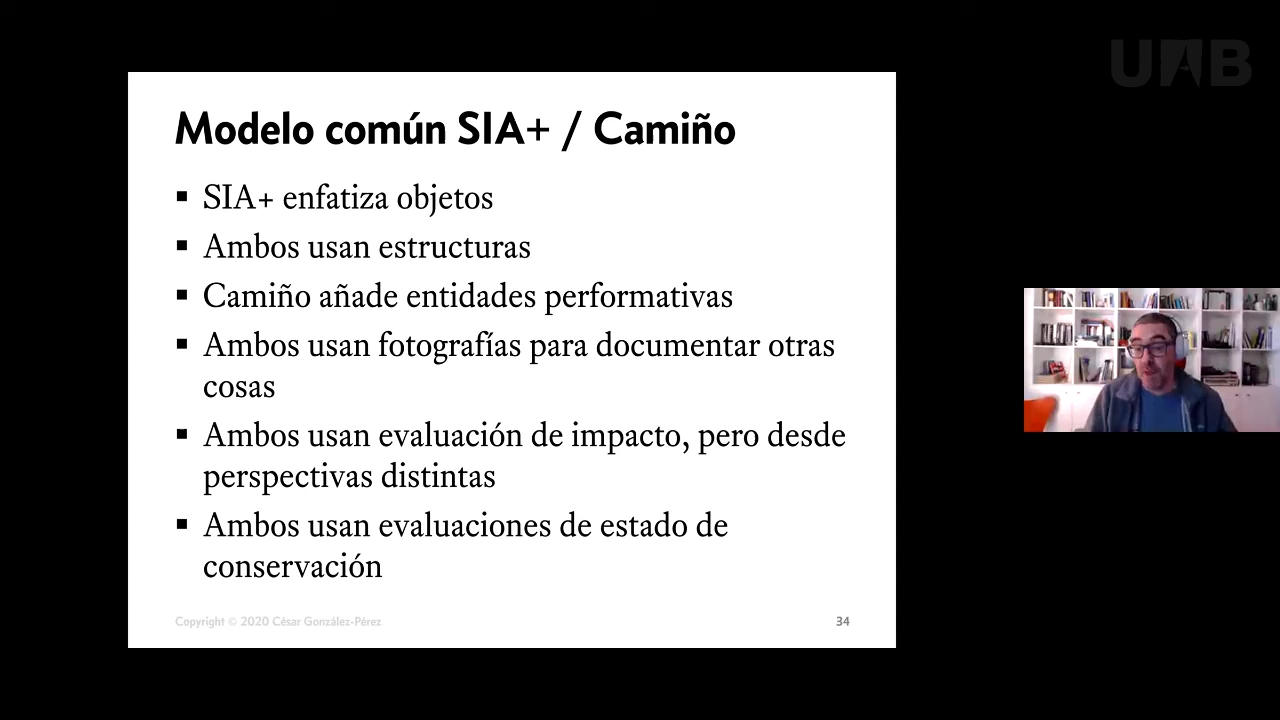 UAB
Modelo común SIA+ / Camiño
▪ SIA+ enfatiza objetos
▪ Ambos usan estructuras
▪ Camiño añade entidades performativas
▪ Ambos usan fotografías para documentar otras
cosas
▪ Ambos usan evaluación de impacto, pero desde
perspectivas distintas
▪ Ambos usan evaluaciones de estado de
conservación
Copyright © 2020 César González-Pérez
34